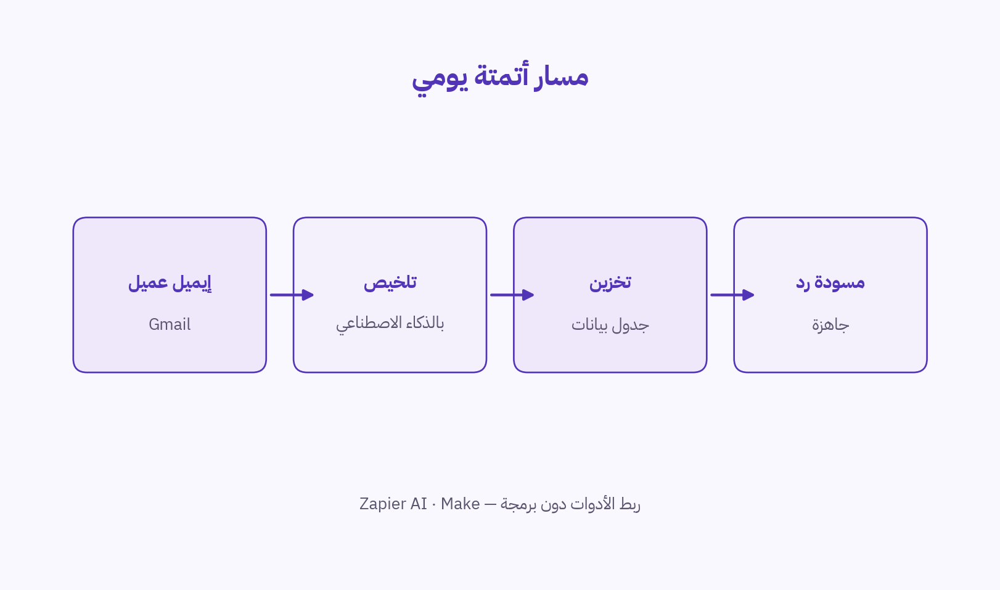 مسار أتمتة يومي
إيميل عميل
Gmail
تلخيص
بالذكاء الاصطناعي
تخزين
جدول بيانات
مسودة رد
جاهزة
ربط الأدوات دون برمجة — Zapier AI · Make